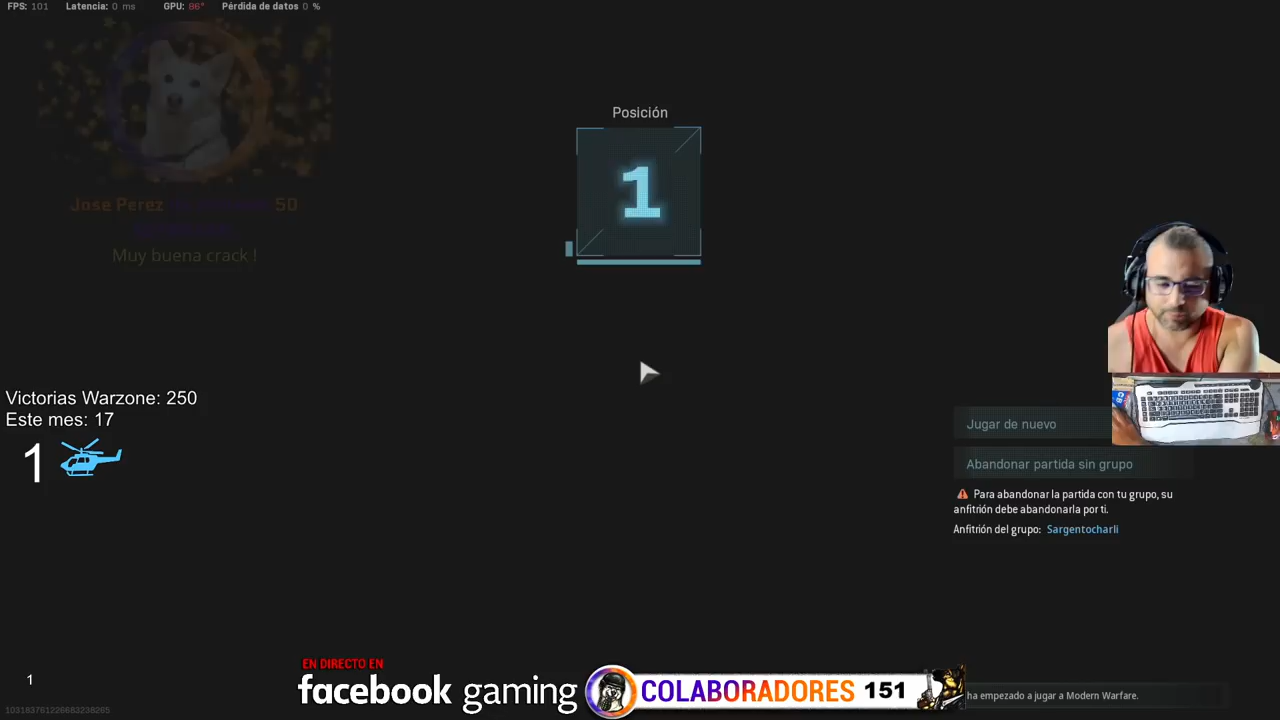 FPS: 101 Latencia: 0 ms GPU: 86° Pérdida de datos 0 %
Posición
1
Jose Perez 50
Muy buena crack !
Victorias Warzone: 250
Este mes: 17
1
Jugar de nuevo
Abandonar partida sin grupo
Para abandonar la partida con tu grupo, su
anfitrión debe abandonarla por ti.
Anfitrión del grupo: Sargentocharli
EN DIRECTO EN
facebook gaming
COLABORADORES 151
ha empezado a jugar a Modern Warfare.
1